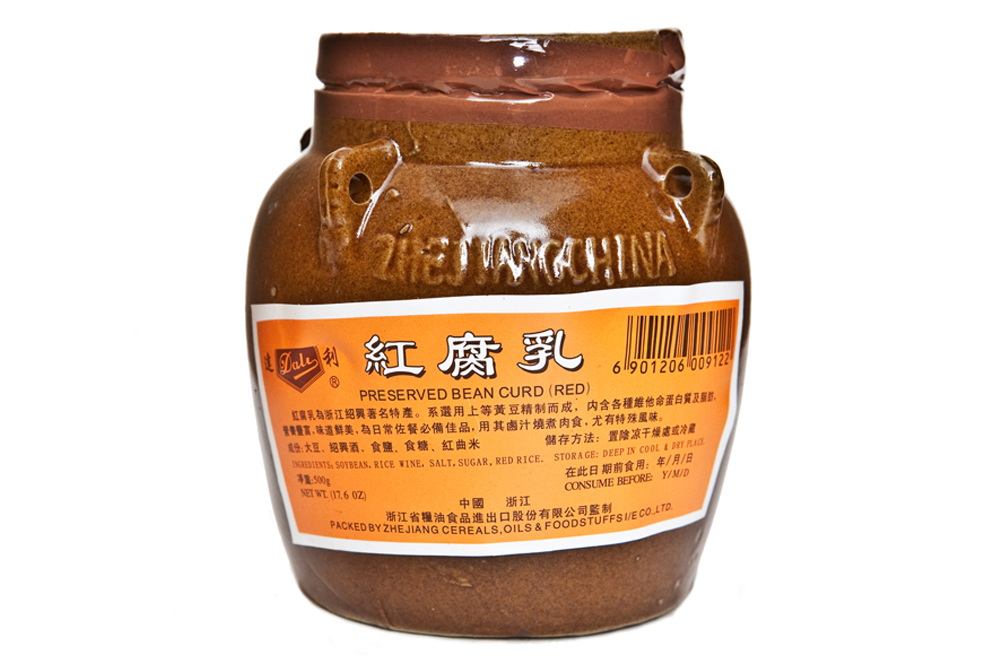 ZHEJIANG CHINA
達 Dale 利 ®
紅腐乳
6 901206 009122
PRESERVED BEAN CURD (RED)
紅腐乳為浙江紹興著名特產。系選用上等黃豆精制而成，內含各種維他命蛋白質及脂肪，
營養豐富，味道鮮美，為日常佐餐必備佳品，用其鹵汁燒煮肉食，尤有特殊風味。
成份：大豆、紹興酒、食鹽、食糖、紅曲米
儲存方法：置陰凉干燥處或冷藏
INGREDIENTS: SOYBEAN, RICE WINE, SALT, SUGAR, RED RICE.
STORAGE: DEEP IN COOL & DRY PLACE.
淨量:500g
在此日期前食用：年/月/日
NET WT. (17.6 OZ)
CONSUME BEFORE: Y/M/D
中國 浙江
浙江省糧油食品進出口股份有限公司監制
PACKED BY ZHEJIANG CEREALS, OILS & FOODSTUFFS I/E CO., LTD.